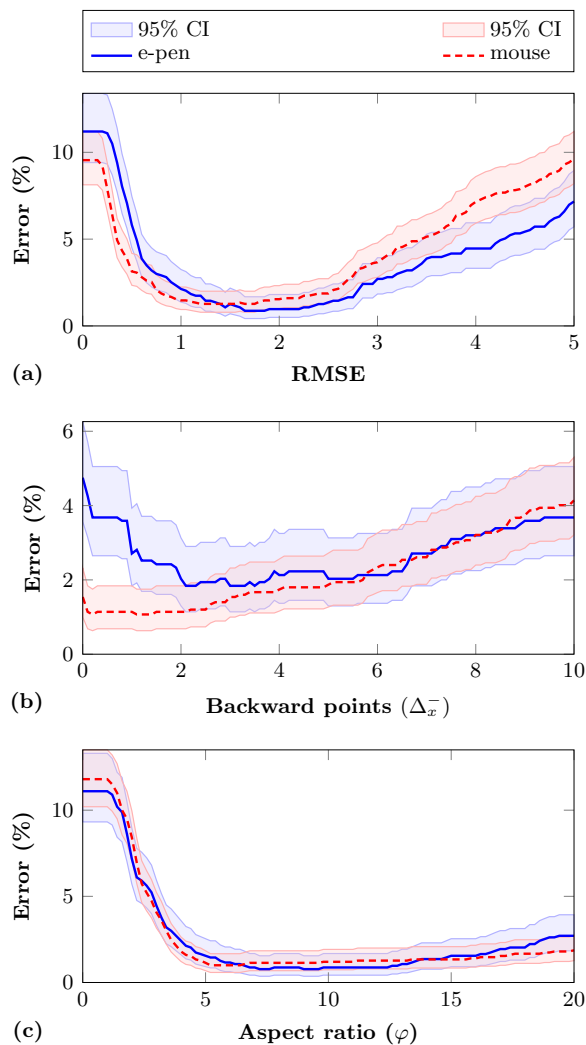 95% CI 95% CI
e-pen mouse
10
5
0
Error (%)
0 1 2 3 4 5
(a) RMSE
6
4
2
0
Error (%)
0 2 4 6 8 10
(b) Backward points (Δₓ⁻)
10
5
0
Error (%)
0 5 10 15 20
(c) Aspect ratio (φ)